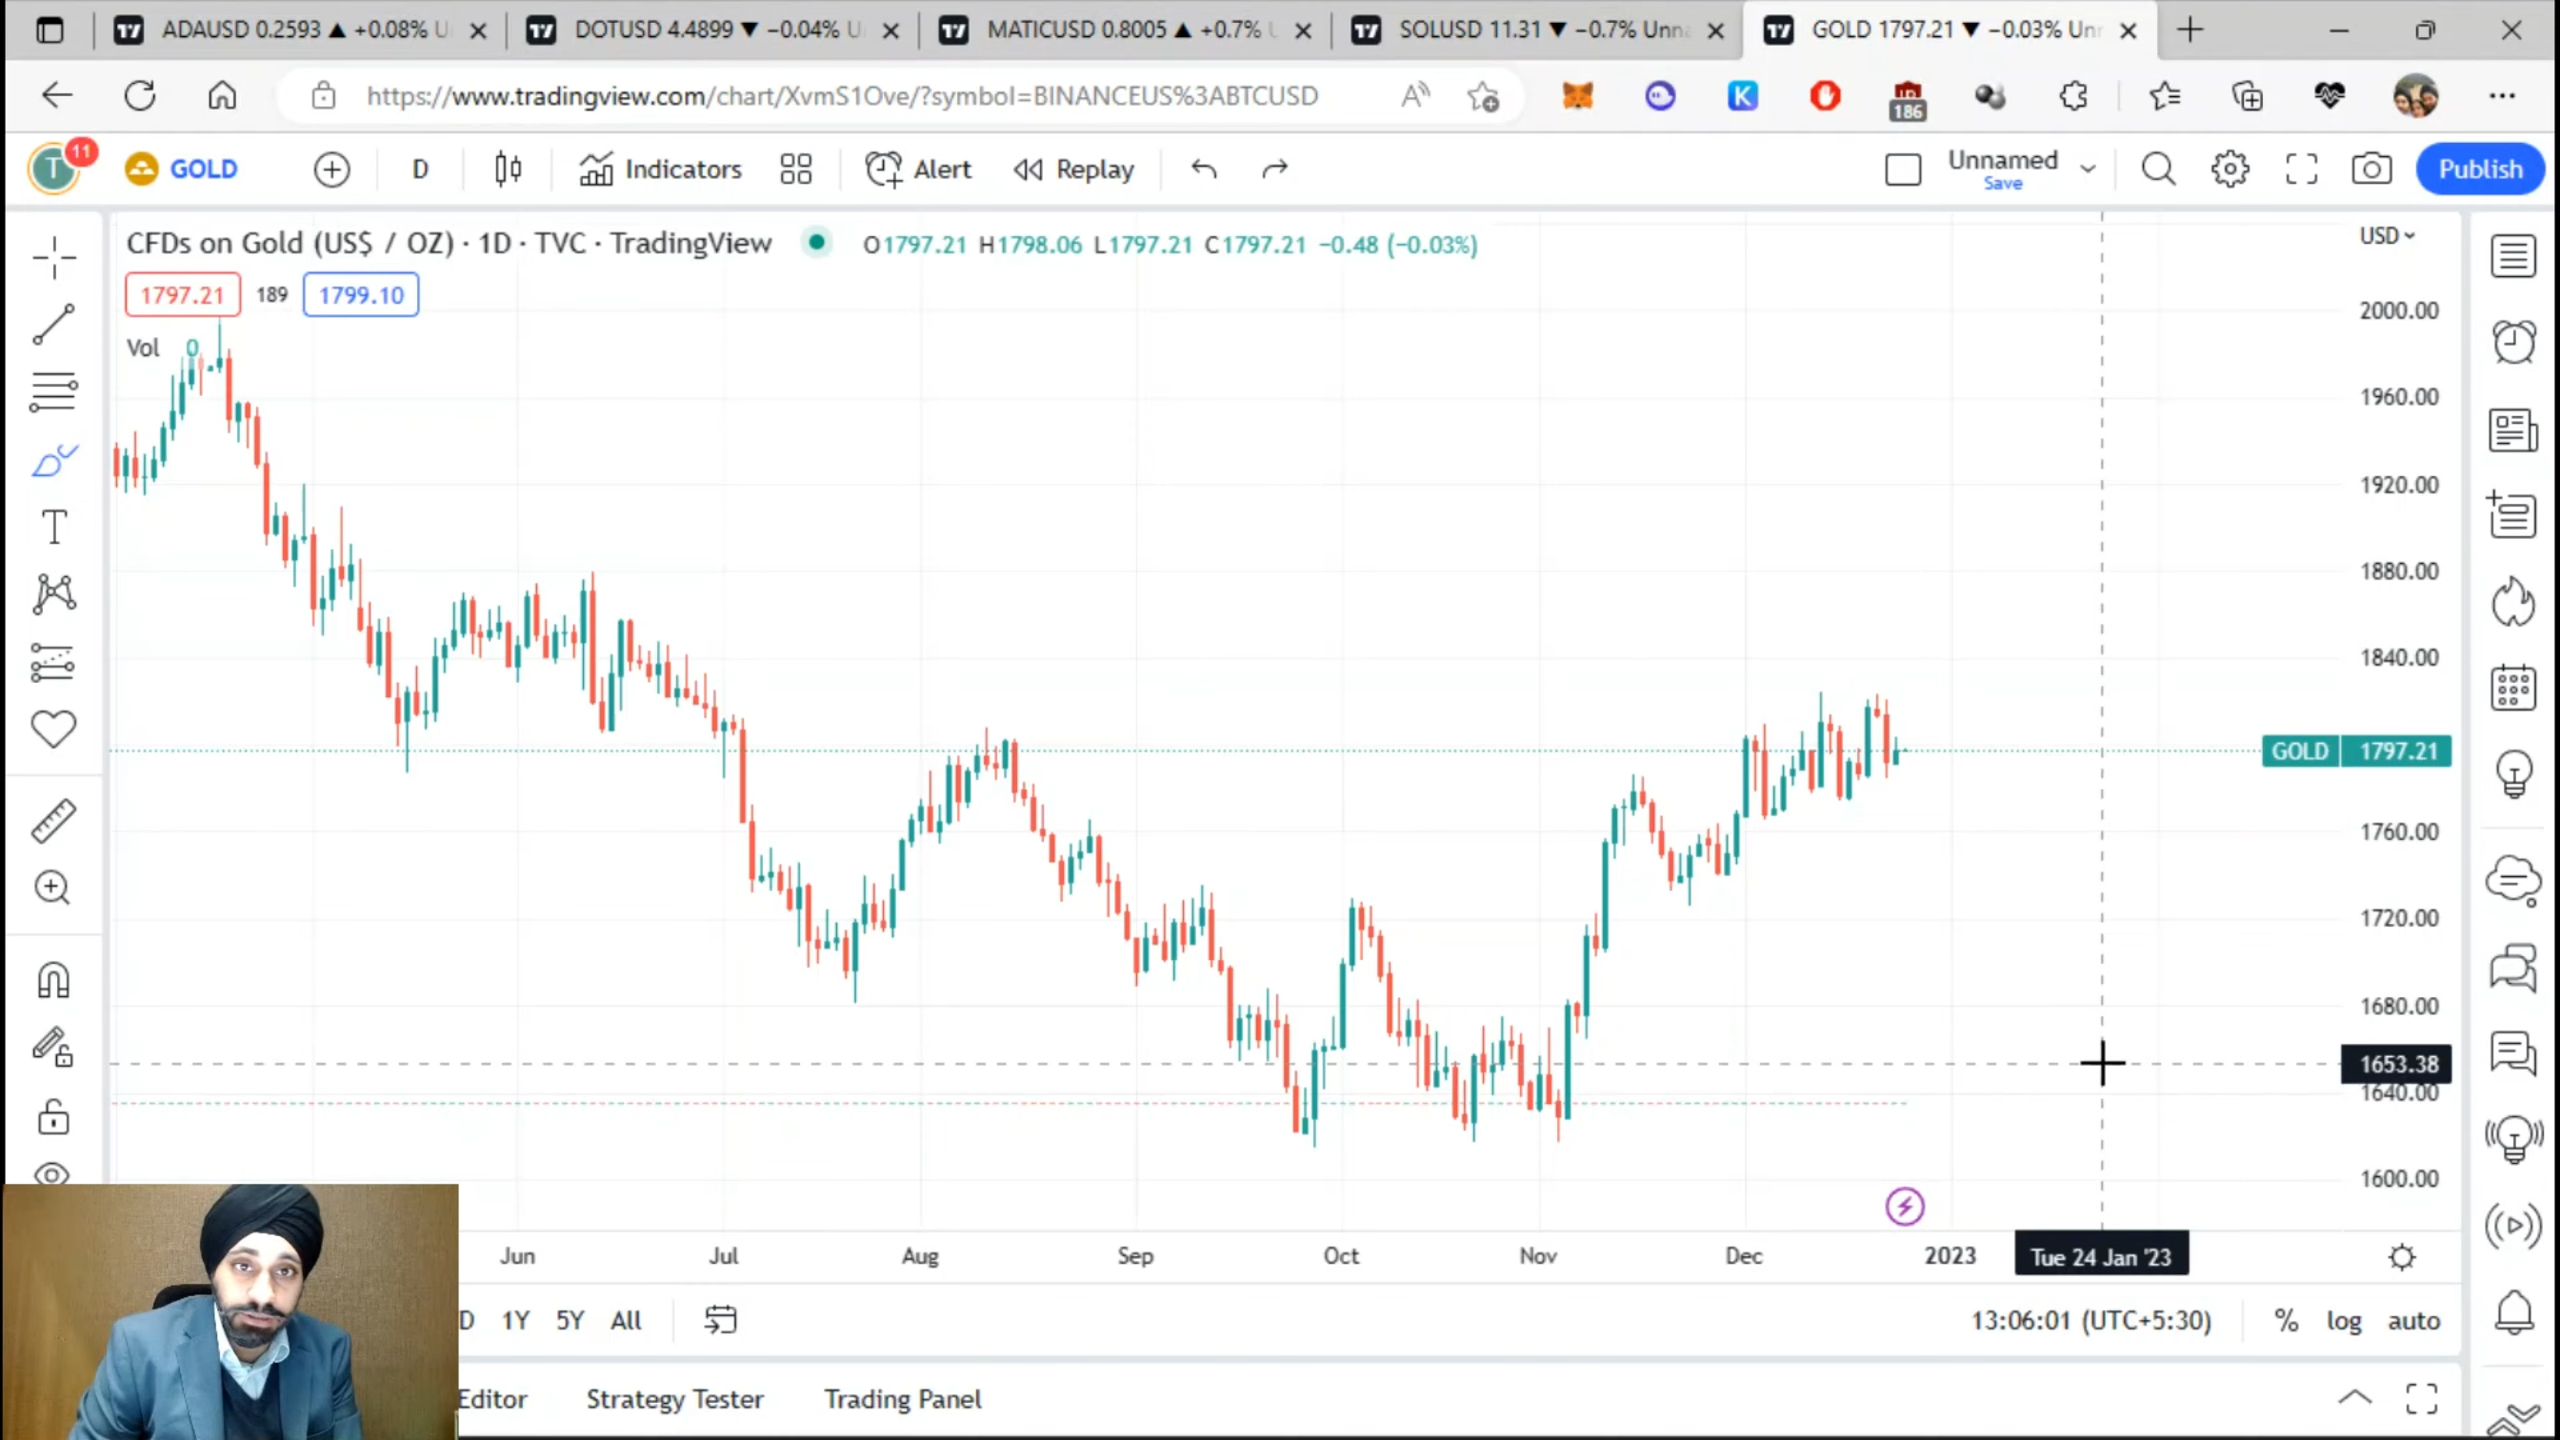 ADAUSD 0.2593 ▲ +0.08% U
DOTUSD 4.4899 ▼ −0.04% U
MATICUSD 0.8005 ▲ +0.7% U
SOLUSD 11.31 ▼ −0.7% Unn
GOLD 1797.21 ▼ −0.03% Un
https://www.tradingview.com/chart/XvmS1Ove/?symbol=BINANCEUS%3ABTCUSD
186
T
11
GOLD
D
Indicators
Alert
Replay
Unnamed
Save
Publish
CFDs on Gold (US$ / OZ) · 1D · TVC · TradingView
O1797.21 H1798.06 L1797.21 C1797.21 −0.48 (−0.03%)
USD
1797.21
189
1799.10
Vol 0
2000.00
1960.00
1920.00
1880.00
1840.00
GOLD 1797.21
1760.00
1720.00
1680.00
1653.38
1640.00
1600.00
Jun
Jul
Aug
Sep
Oct
Nov
Dec
2023
Tue 24 Jan '23
D
1Y
5Y
All
13:06:01 (UTC+5:30)
%
log
auto
Editor
Strategy Tester
Trading Panel